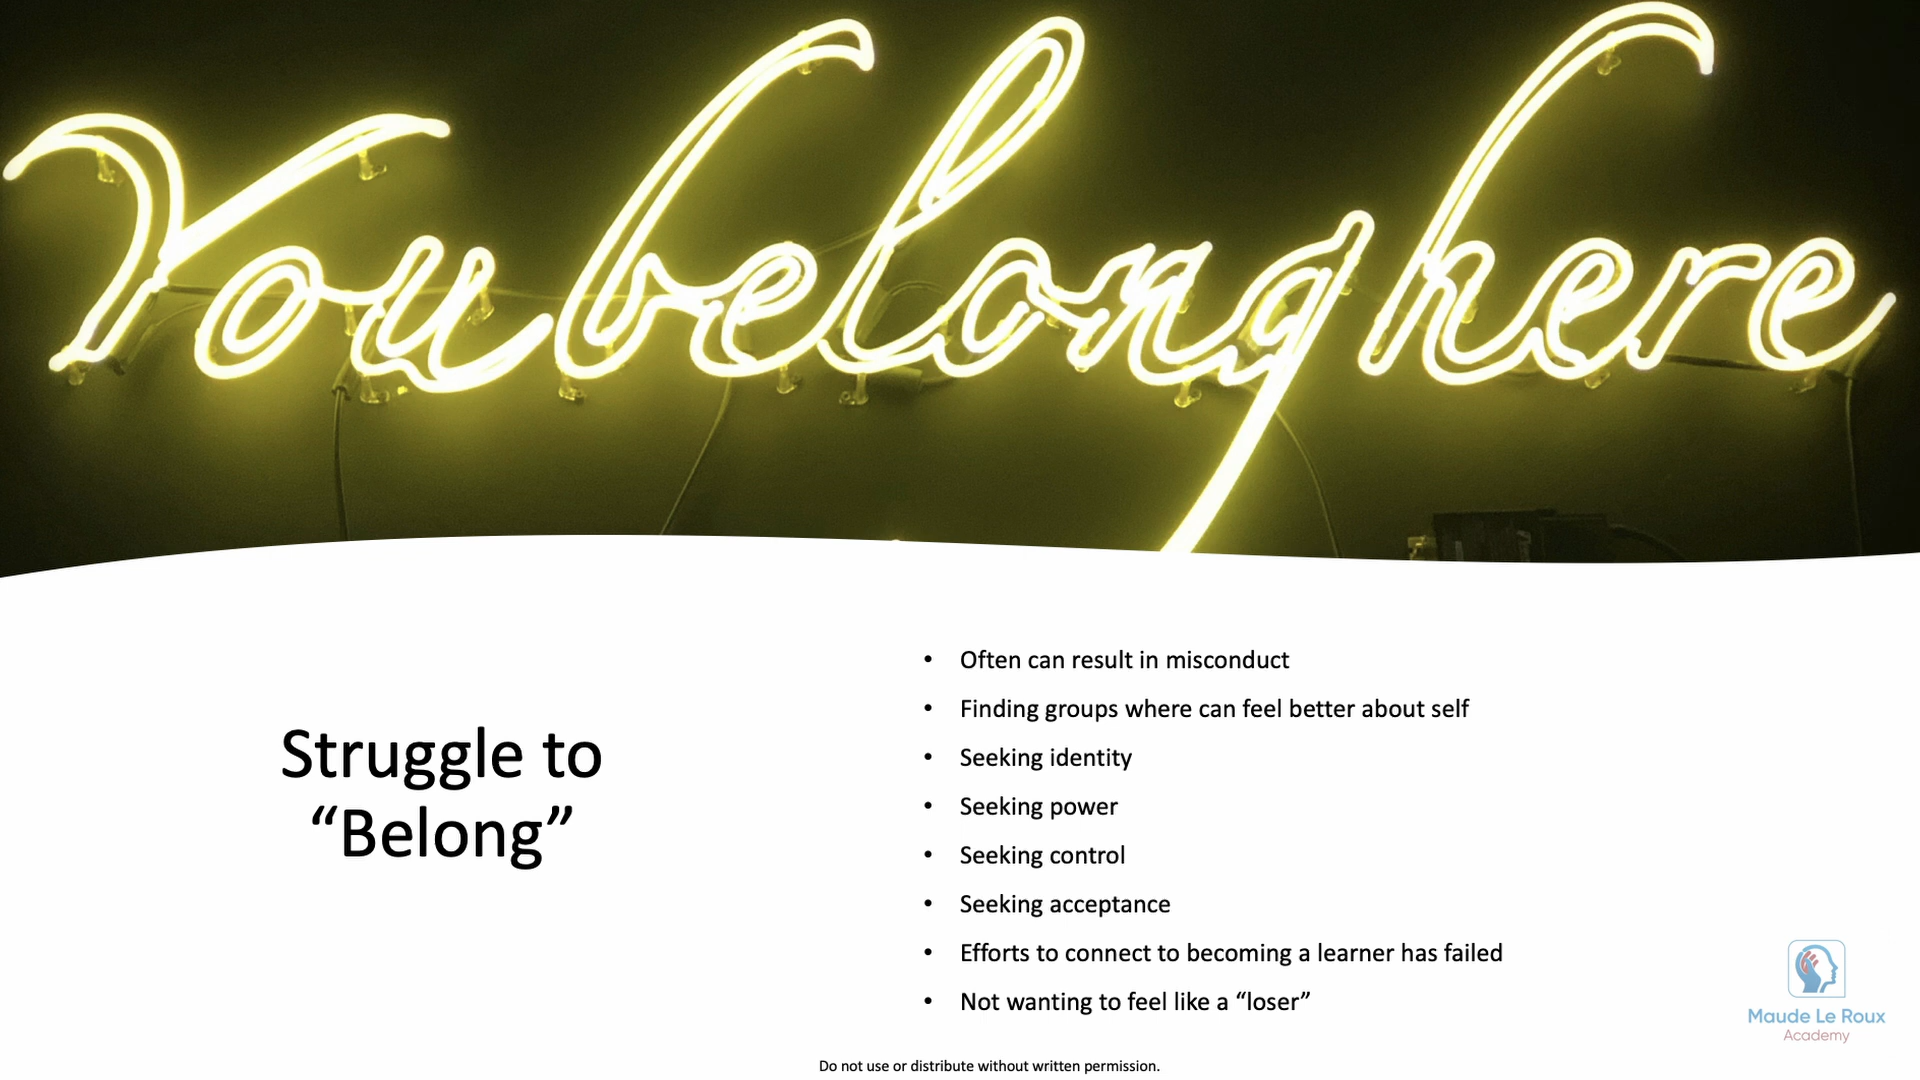 You belong here
Struggle to
“Belong”
• Often can result in misconduct
• Finding groups where can feel better about self
• Seeking identity
• Seeking power
• Seeking control
• Seeking acceptance
• Efforts to connect to becoming a learner has failed
• Not wanting to feel like a “loser”
Maude Le Roux
Academy
Do not use or distribute without written permission.